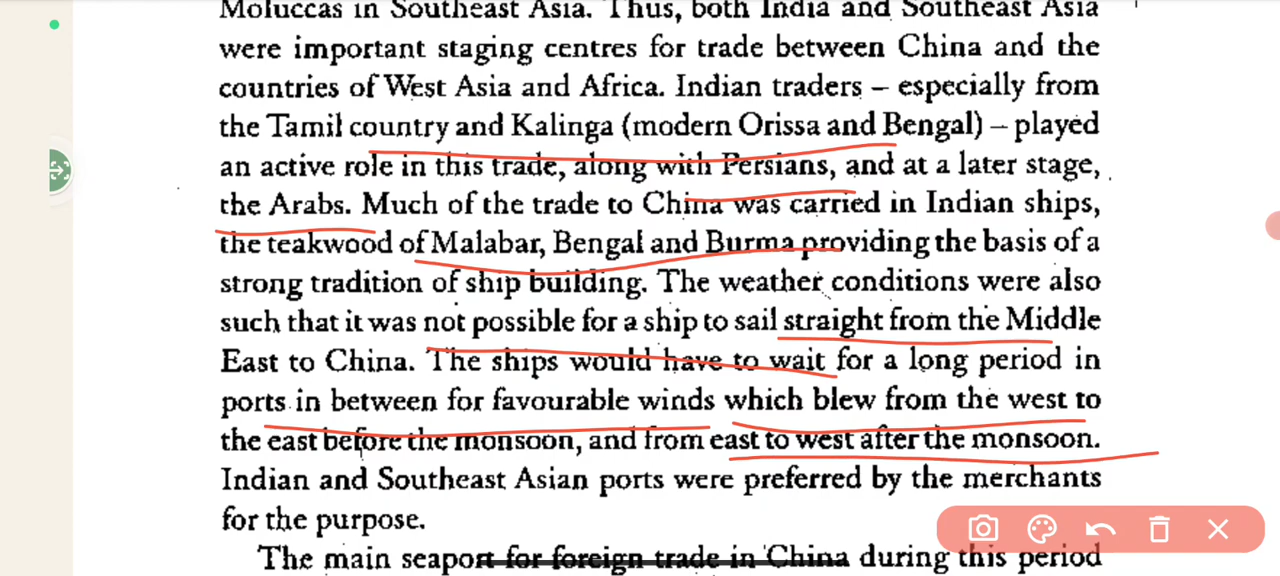 Moluccas in Southeast Asia. Thus, both India and Southeast Asia
were important staging centres for trade between China and the
countries of West Asia and Africa. Indian traders – especially from
the Tamil country and Kalinga (modern Orissa and Bengal) – played
an active role in this trade, along with Persians, and at a later stage,
the Arabs. Much of the trade to China was carried in Indian ships,
the teakwood of Malabar, Bengal and Burma providing the basis of a
strong tradition of ship building. The weather conditions were also
such that it was not possible for a ship to sail straight from the Middle
East to China. The ships would have to wait for a long period in
ports in between for favourable winds which blew from the west to
the east before the monsoon, and from east to west after the monsoon.
Indian and Southeast Asian ports were preferred by the merchants
for the purpose.
The main seaport for foreign trade in China during this period